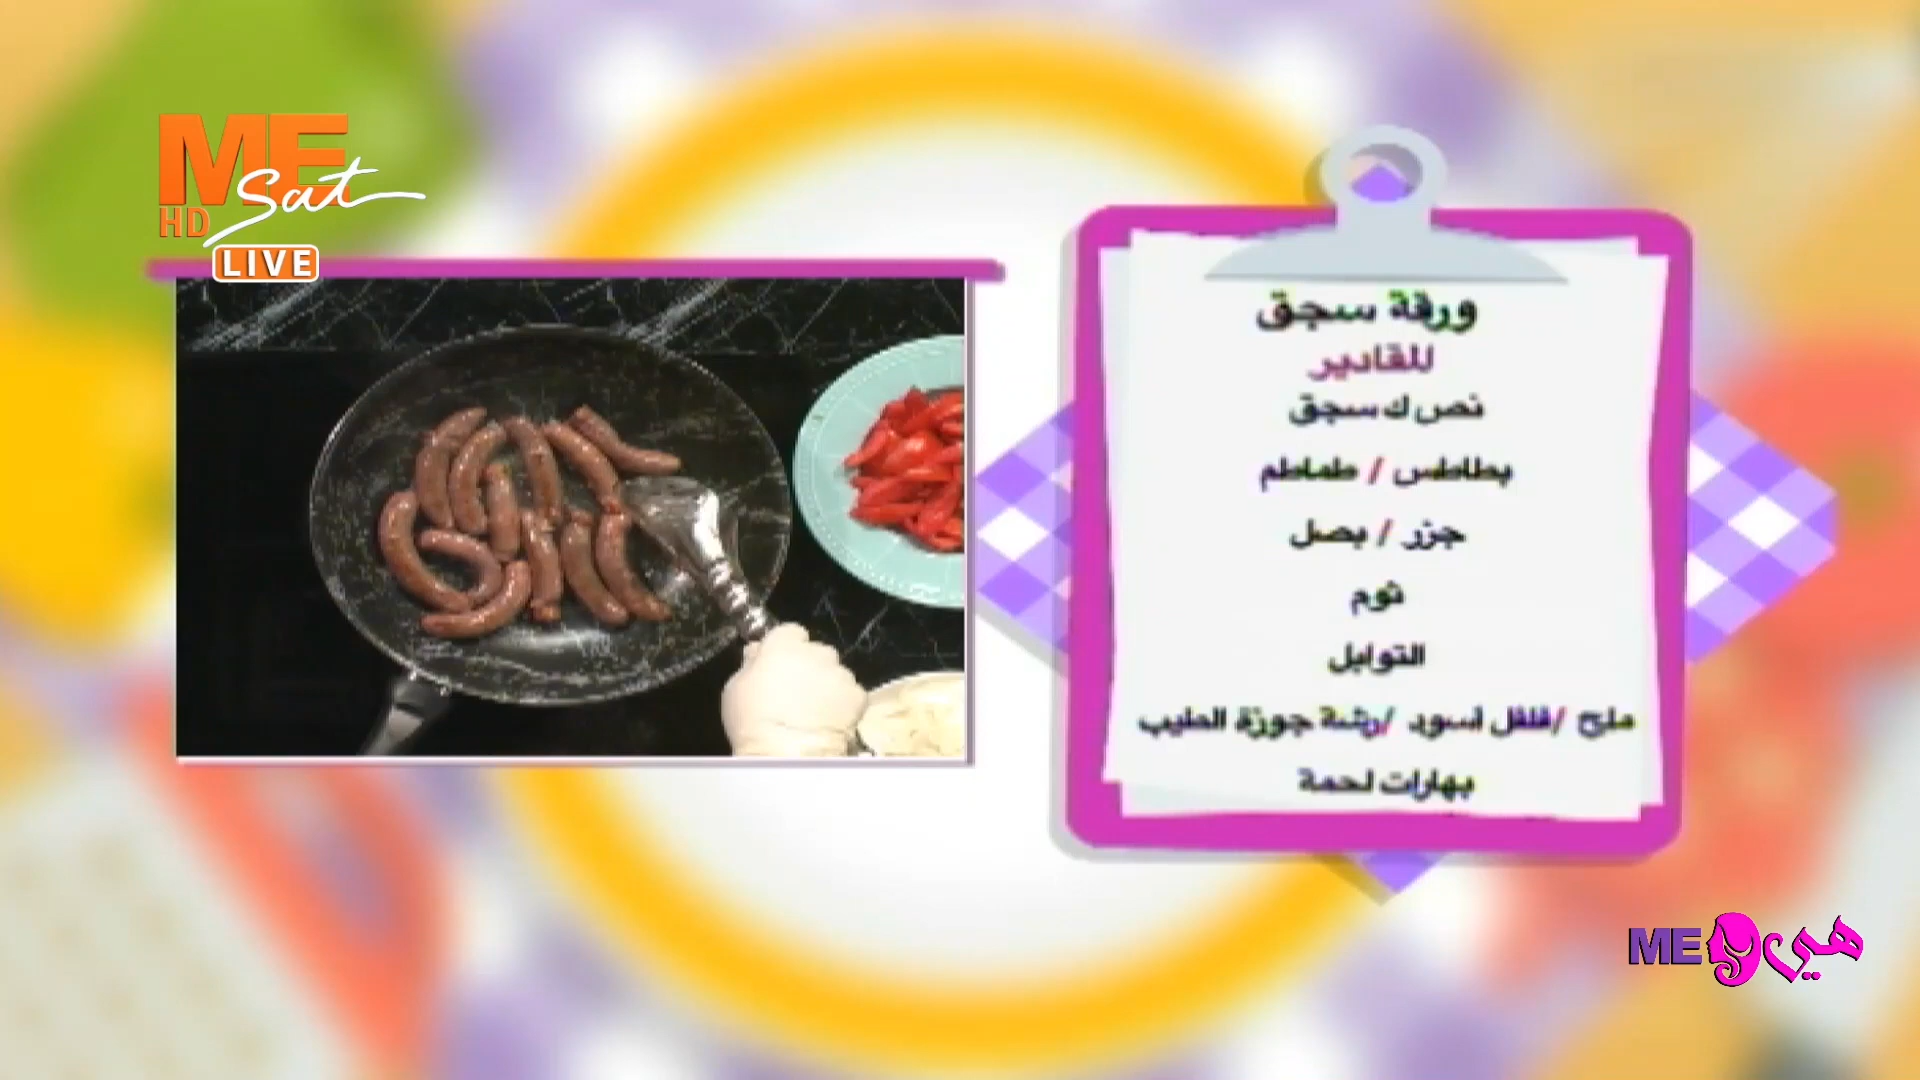 ME
Sat
HD
LIVE
ورقة سجق
للقادير
نص ك سجق
بطاطس / طماطم
جزر / بصل
ثوم
التوابل
ملح /فلفل أسود /رشة جوزة الطيب
بهارات لحمة
ME هي